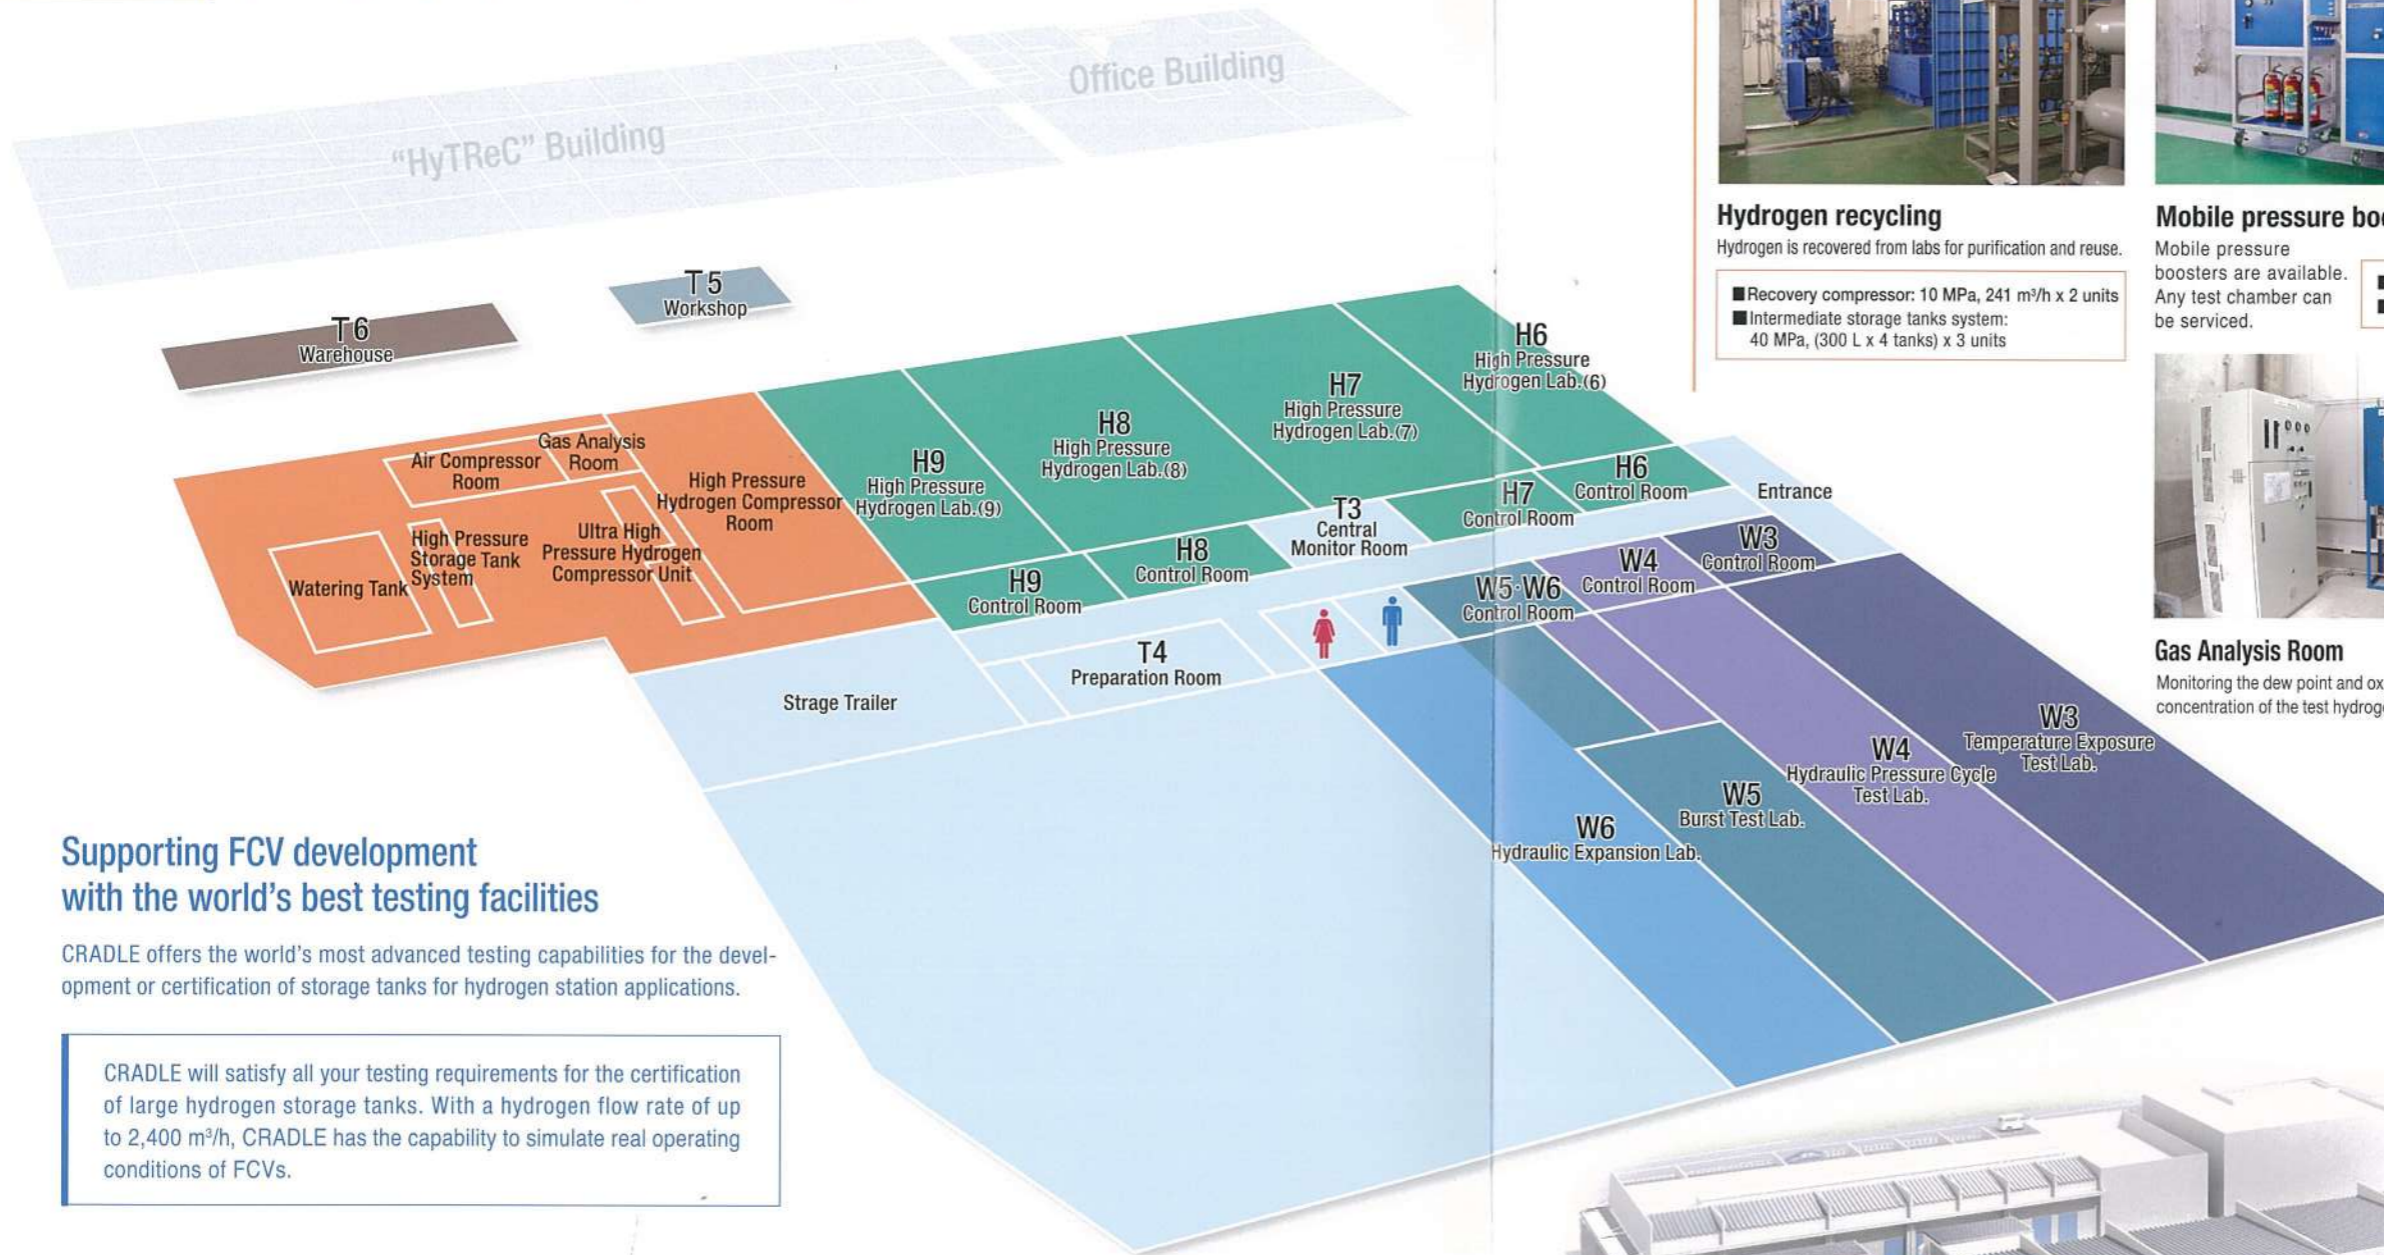 "HyTReC" Building
Office Building
T6
Warehouse
T5
Workshop
Air Compressor
Room
Gas Analysis
Room
Watering Tank
High Pressure
Storage Tank
System
Ultra High
Pressure Hydrogen
Compressor Unit
High Pressure
Hydrogen Compressor
Room
H9
High Pressure
Hydrogen Lab.(9)
H8
High Pressure
Hydrogen Lab.(8)
H7
High Pressure
Hydrogen Lab.(7)
H6
High Pressure
Hydrogen Lab.(6)
H9
Control Room
H8
Control Room
T3
Central
Monitor Room
H7
Control Room
H6
Control Room
Entrance
Strage Trailer
T4
Preparation Room
W5·W6
Control Room
W4
Control Room
W3
Control Room
W6
Hydraulic Expansion Lab.
W5
Burst Test Lab.
W4
Hydraulic Pressure Cycle
Test Lab.
W3
Temperature Exposure
Test Lab.
Supporting FCV development
with the world's best testing facilities
CRADLE offers the world's most advanced testing capabilities for the devel-
opment or certification of storage tanks for hydrogen station applications.
CRADLE will satisfy all your testing requirements for the certification
of large hydrogen storage tanks. With a hydrogen flow rate of up
to 2,400 m³/h, CRADLE has the capability to simulate real operating
conditions of FCVs.
Hydrogen recycling
Hydrogen is recovered from labs for purification and reuse.
■Recovery compressor: 10 MPa, 241 m³/h x 2 units
■Intermediate storage tanks system:
40 MPa, (300 L x 4 tanks) x 3 units
Mobile pressure
Mobile pressure
boosters are available.
Any test chamber can
be serviced.
Gas Analysis Room
Monitoring the dew point and
concentration of the test